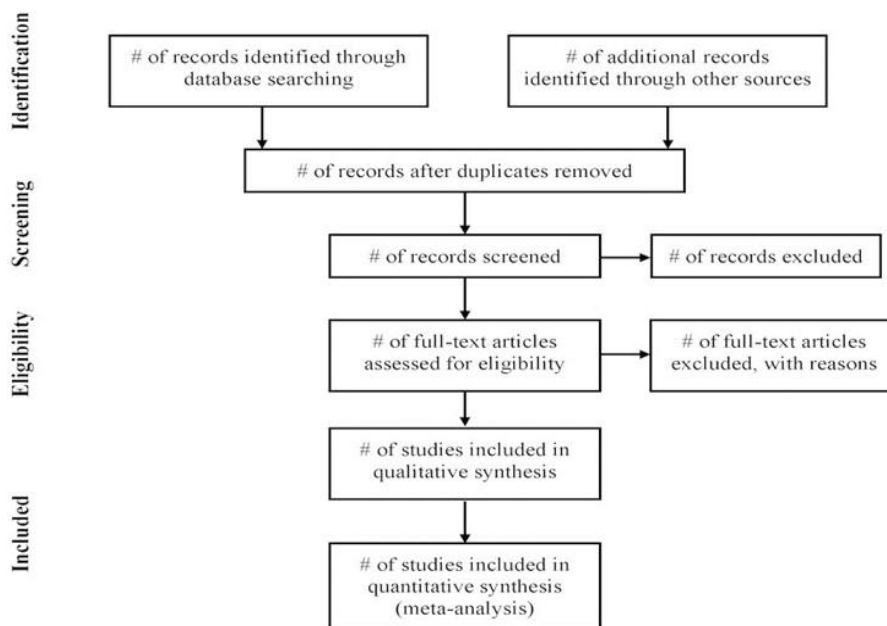 Identification
# of records identified through
database searching
# of additional records
identified through other sources
# of records after duplicates removed
Screening
# of records screened
# of records excluded
Eligibility
# of full-text articles
assessed for eligibility
# of full-text articles
excluded, with reasons
Included
# of studies included in
qualitative synthesis
# of studies included in
quantitative synthesis
(meta-analysis)